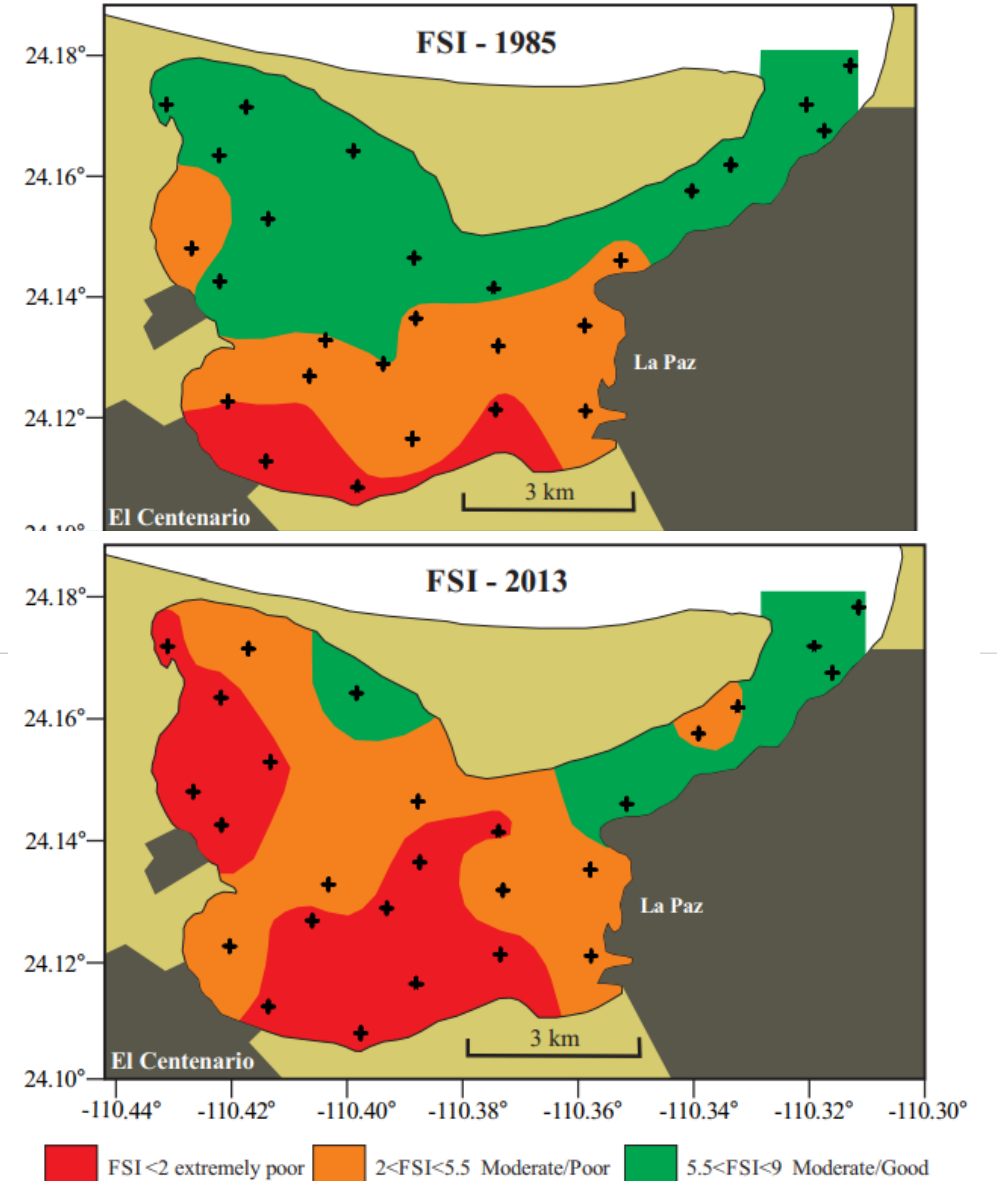 FSI - 1985
24.18°
24.16°
24.14°
24.12°
La Paz
3 km
El Centenario
FSI - 2013
24.18°
24.16°
24.14°
24.12°
24.10°
La Paz
3 km
El Centenario
-110.44° -110.42° -110.40° -110.38° -110.36° -110.34° -110.32° -110.30°
FSI <2 extremely poor 2<FSI<5.5 Moderate/Poor 5.5<FSI<9 Moderate/Good